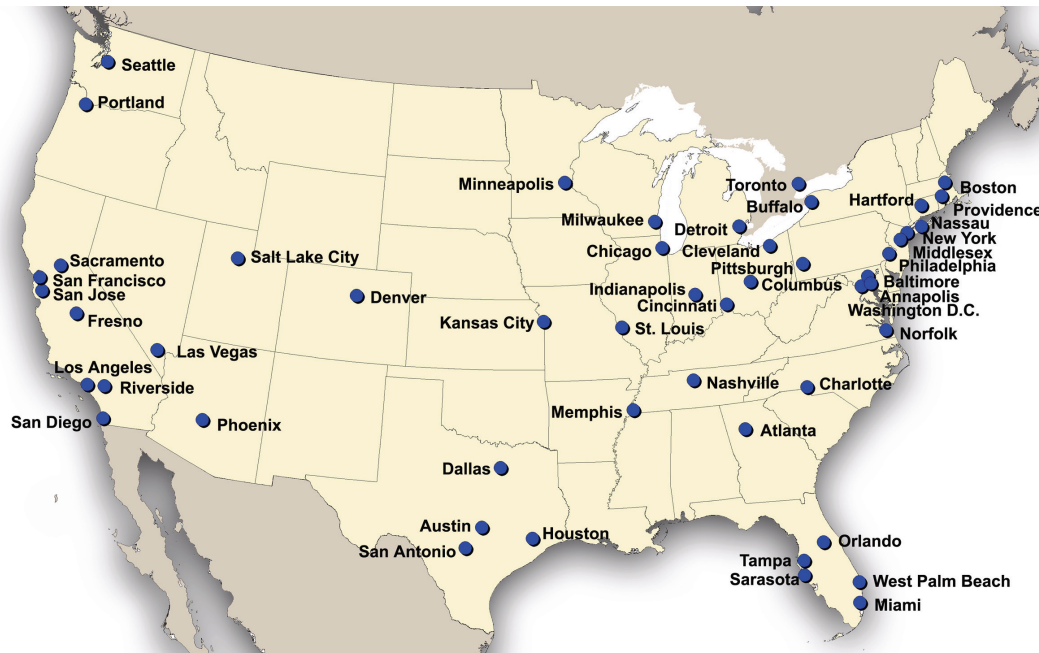 Seattle
Portland
Minneapolis
Toronto
Buffalo
Boston
Hartford
Providence
Milwaukee
Detroit
Nassau
New York
Chicago
Cleveland
Middlesex
Sacramento
Salt Lake City
Pittsburgh
Philadelphia
San Francisco
San Jose
Denver
Indianapolis
Columbus
Baltimore
Annapolis
Cincinnati
Washington D.C.
Fresno
Kansas City
St. Louis
Norfolk
Las Vegas
Los Angeles
Riverside
Nashville
Charlotte
San Diego
Phoenix
Memphis
Atlanta
Dallas
Austin
Houston
San Antonio
Orlando
Tampa
Sarasota
West Palm Beach
Miami